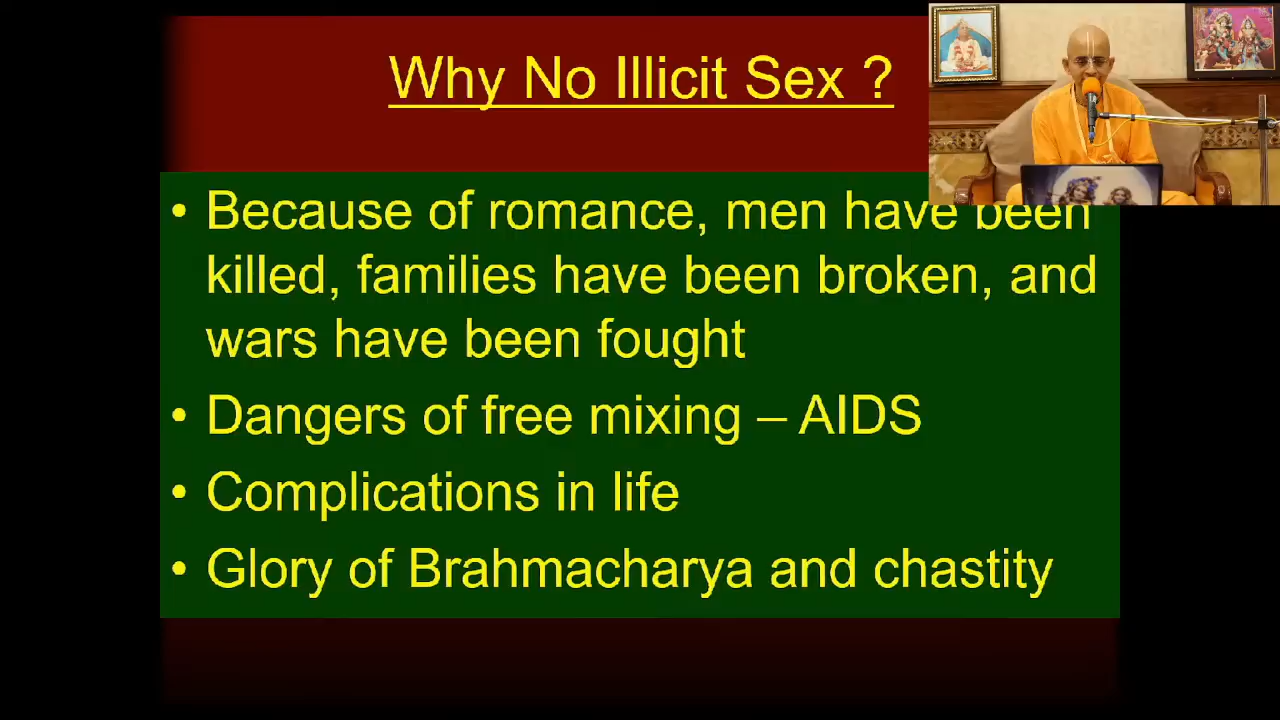 Why No Illicit Sex ?
• Because of romance, men have been
killed, families have been broken, and
wars have been fought
• Dangers of free mixing – AIDS
• Complications in life
• Glory of Brahmacharya and chastity